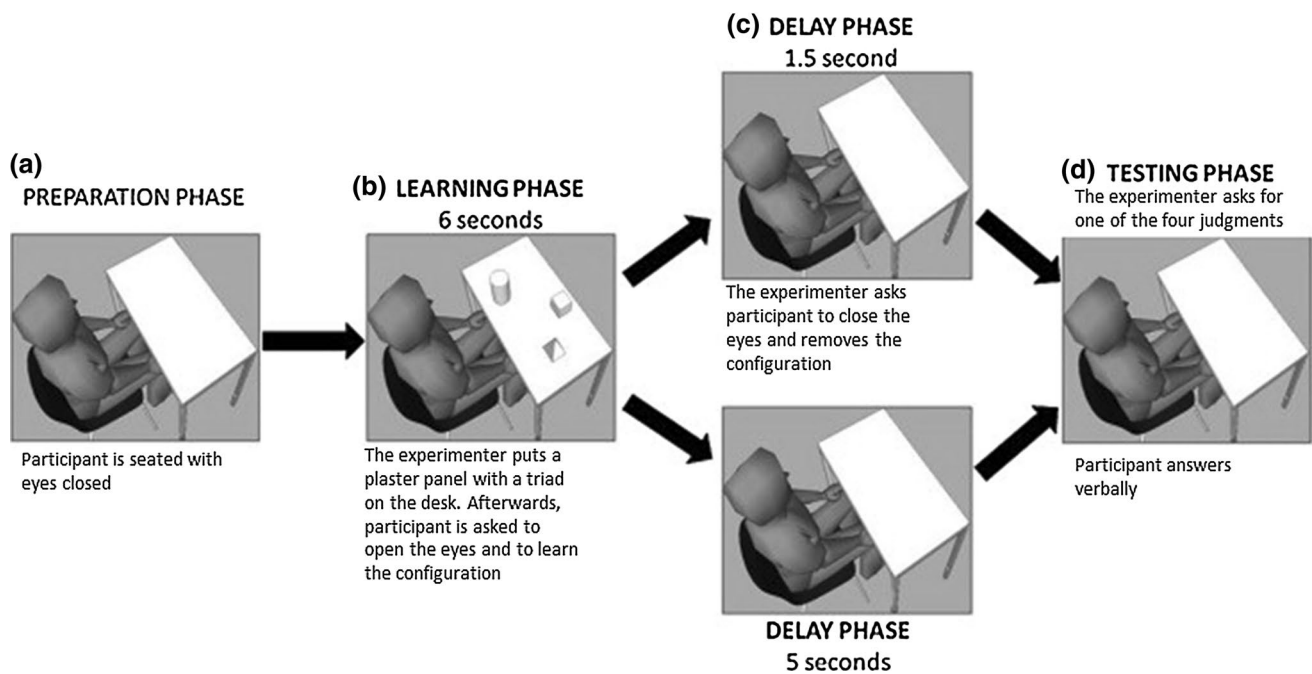 (a)
PREPARATION PHASE
Participant is seated with
eyes closed
(b) LEARNING PHASE
6 seconds
The experimenter puts a
plaster panel with a triad
on the desk. Afterwards,
participant is asked to
open the eyes and to learn
the configuration
(c) DELAY PHASE
1.5 second
The experimenter asks
participant to close the
eyes and removes the
configuration
DELAY PHASE
5 seconds
(d) TESTING PHASE
The experimenter asks for
one of the four judgments
Participant answers
verbally